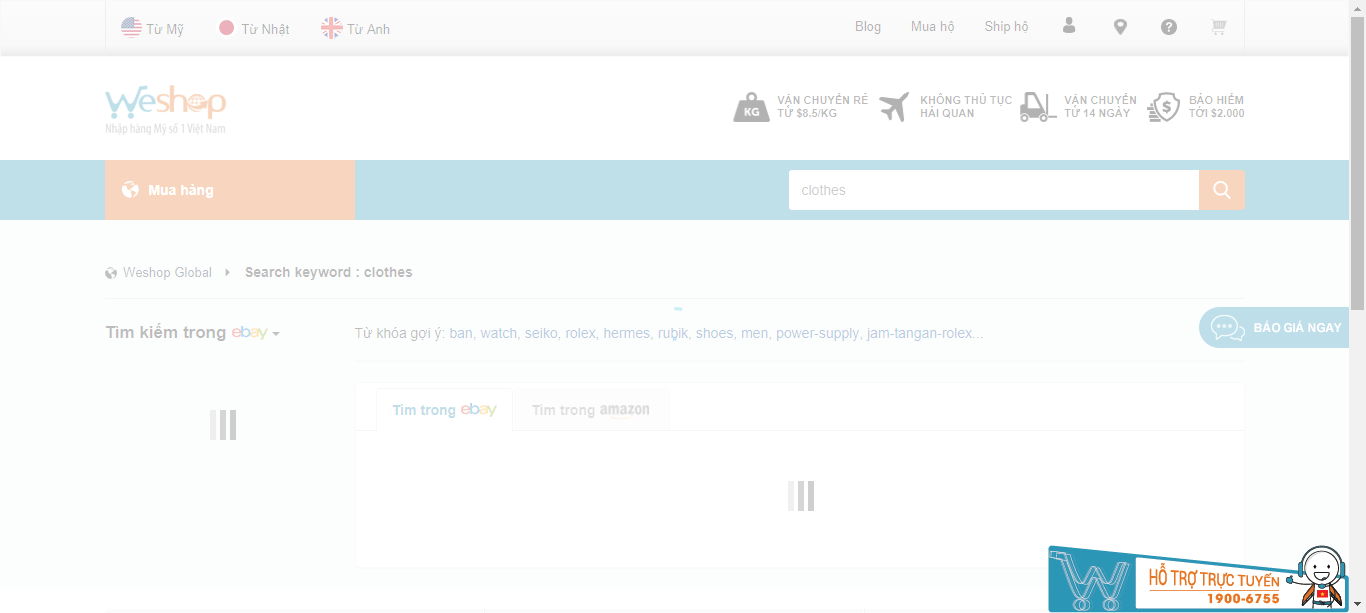 Từ Mỹ Từ Nhật Từ Anh Blog Mua hộ Ship hộ
Weshop
Nhập hàng Mỹ số 1 Việt Nam
KG
VẬN CHUYỂN RẺ
TỪ $8.5/KG
KHÔNG THỦ TỤC
HẢI QUAN
VẬN CHUYỂN
TỪ 14 NGÀY
BẢO HIỂM
TỚI $2.000
Mua hàng
clothes
Weshop Global Search keyword : clothes
Tìm kiếm trong ebay
Từ khóa gợi ý: ban, watch, seiko, rolex, hermes, rubik, shoes, men, power-supply, jam-tangan-rolex...
BÁO GIÁ NGAY
Tìm trong ebay
Tìm trong amazon
We
HỖ TRỢ TRỰC TUYẾN
1900-6755